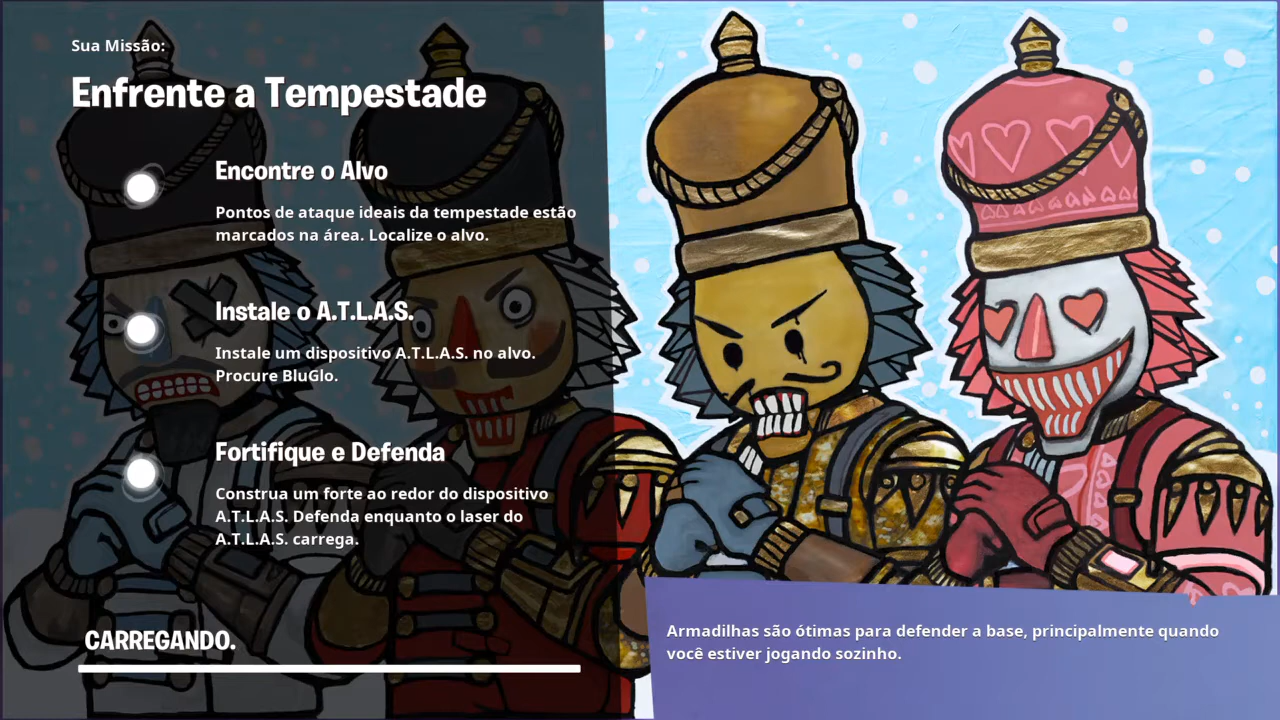 Sua Missão:
Enfrente a Tempestade
Encontre o Alvo
Pontos de ataque ideais da tempestade estão
marcados na área. Localize o alvo.
Instale o A.T.L.A.S.
Instale um dispositivo A.T.L.A.S. no alvo.
Procure BluGlo.
Fortifique e Defenda
Construa um forte ao redor do dispositivo
A.T.L.A.S. Defenda enquanto o laser do
A.T.L.A.S. carrega.
CARREGANDO.
Armadilhas são ótimas para defender a base, principalmente quando
você estiver jogando sozinho.